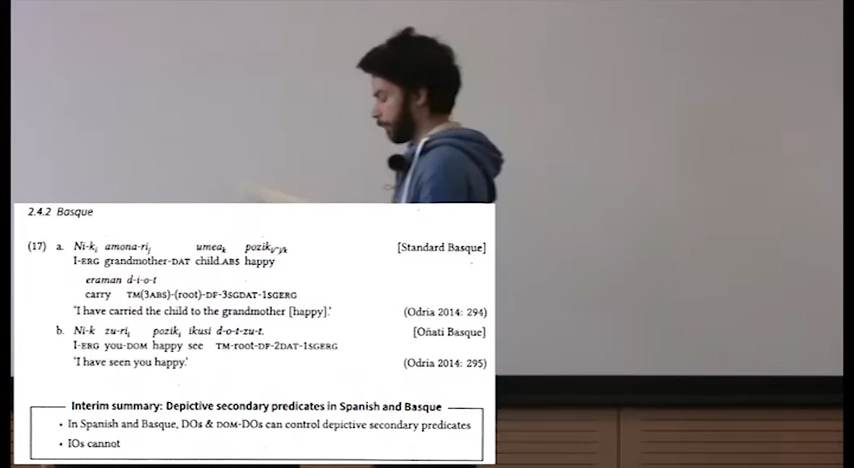 2.4.2 Basque
(17) a. Ni-kᵢ amona-riⱼ umeaₖ pozikᵢ/*ⱼ/ₖ [Standard Basque]
I-ERG grandmother-DAT child.ABS happy
eraman d-i-o-t
carry TM(3ABS)-(root)-DF-3SGDAT-1SGERG
'I have carried the child to the grandmother [happy].' (Odria 2014: 294)
b. Ni-k zu-riᵢ pozikᵢ ikusi d-o-t-zu-t. [Oñati Basque]
I-ERG you-DOM happy see TM-root-DF-2DAT-1SGERG
'I have seen you happy.' (Odria 2014: 295)
Interim summary: Depictive secondary predicates in Spanish and Basque
• In Spanish and Basque, DOs & DOM-DOs can control depictive secondary predicates
• IOs cannot